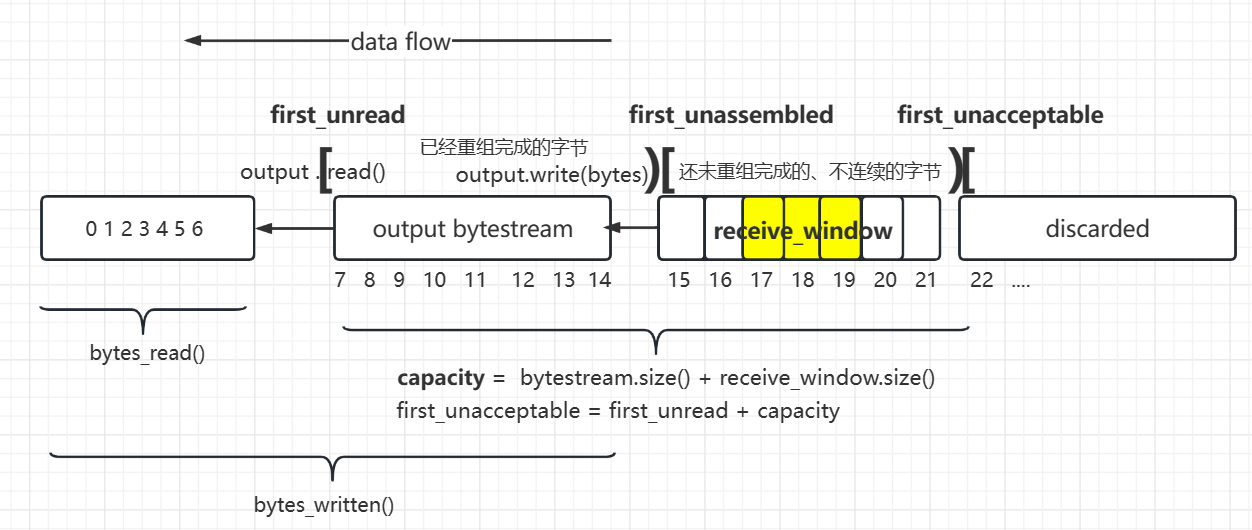 data flow
first_unread
first_unassembled
first_unacceptable
已经重组完成的字节
output .read()
output.write(bytes)
还未重组完成的、不连续的字节
[
)[
)[
0 1 2 3 4 5 6
output bytestream
receive_window
discarded
7 8 9 10 11 12 13 14 15 16 17 18 19 20 21 22 ....
bytes_read()
capacity = bytestream.size() + receive_window.size()
first_unacceptable = first_unread + capacity
bytes_written()